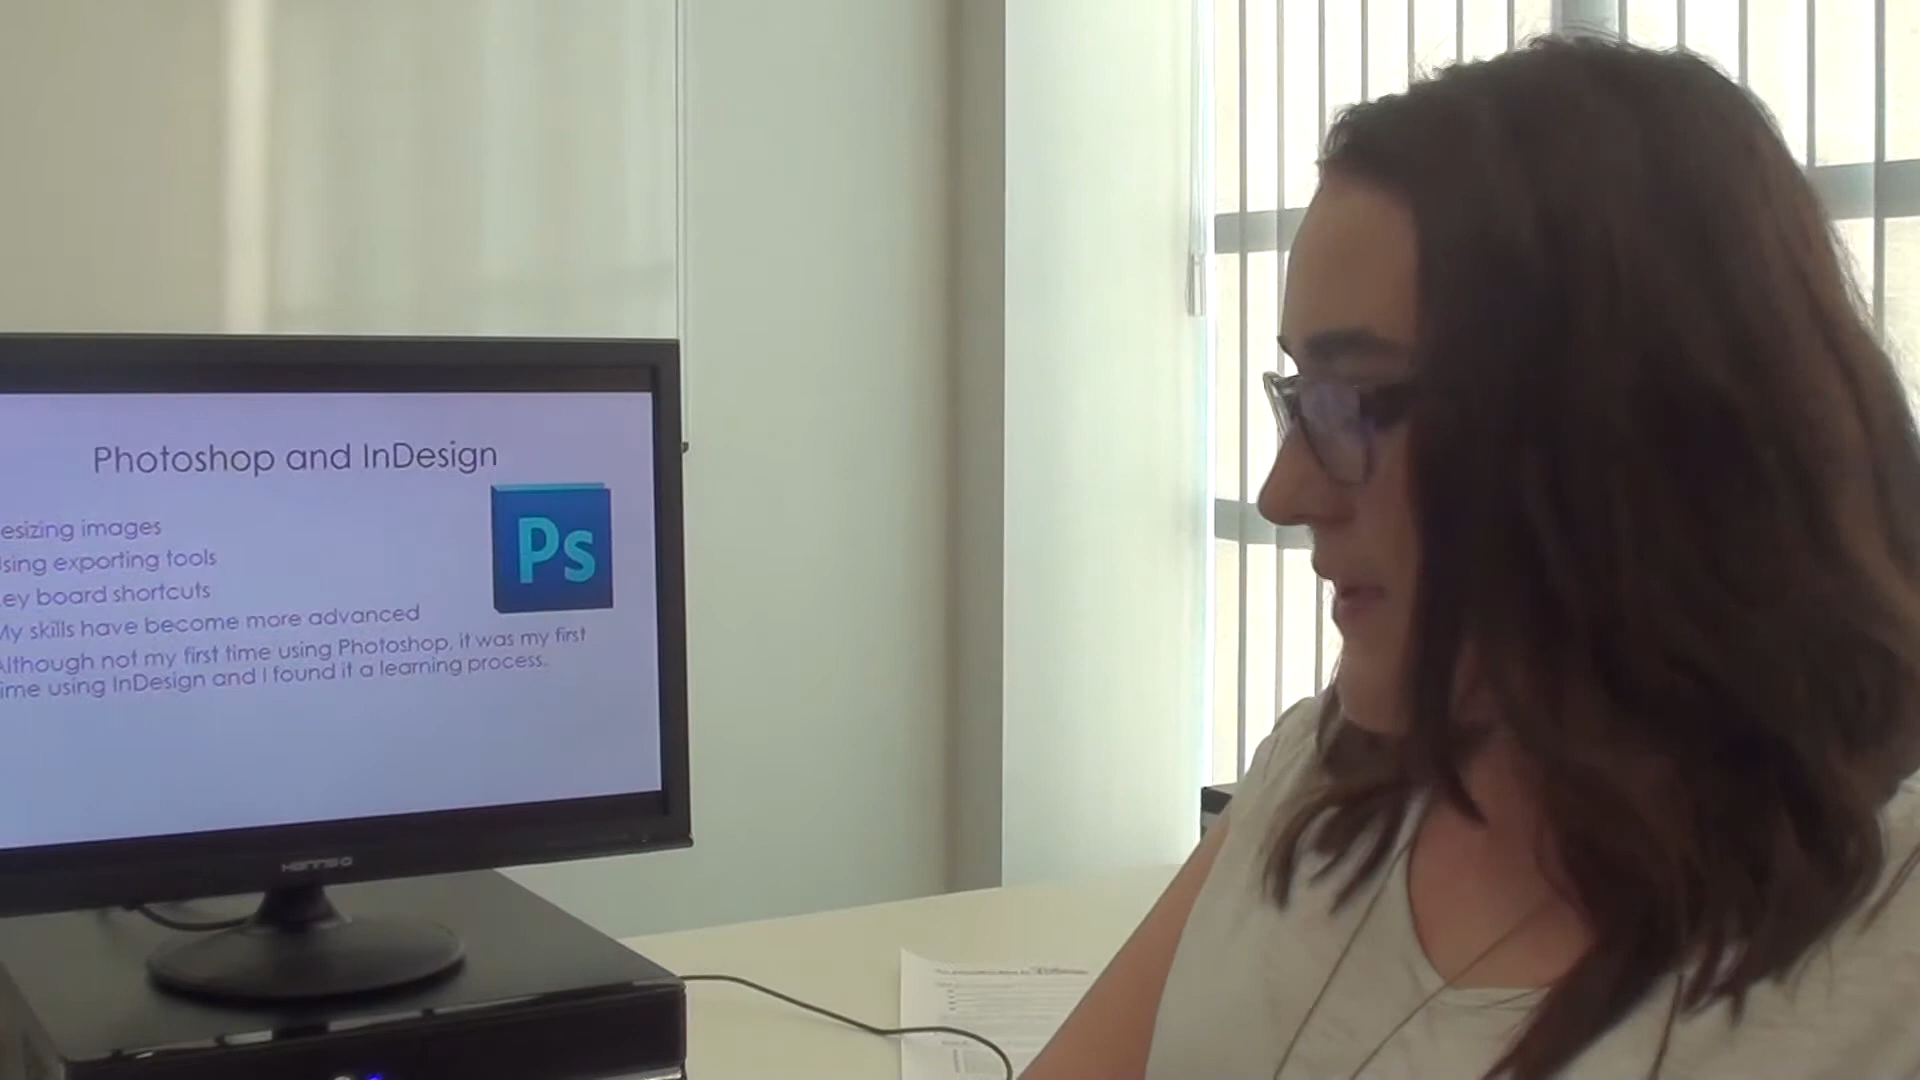 Photoshop and InDesign
esizing images
sing exporting tools
ey board shortcuts
My skills have become more advanced
Although not my first time using Photoshop, it was my first
ime using InDesign and I found it a learning process.
Ps
HANNS-G